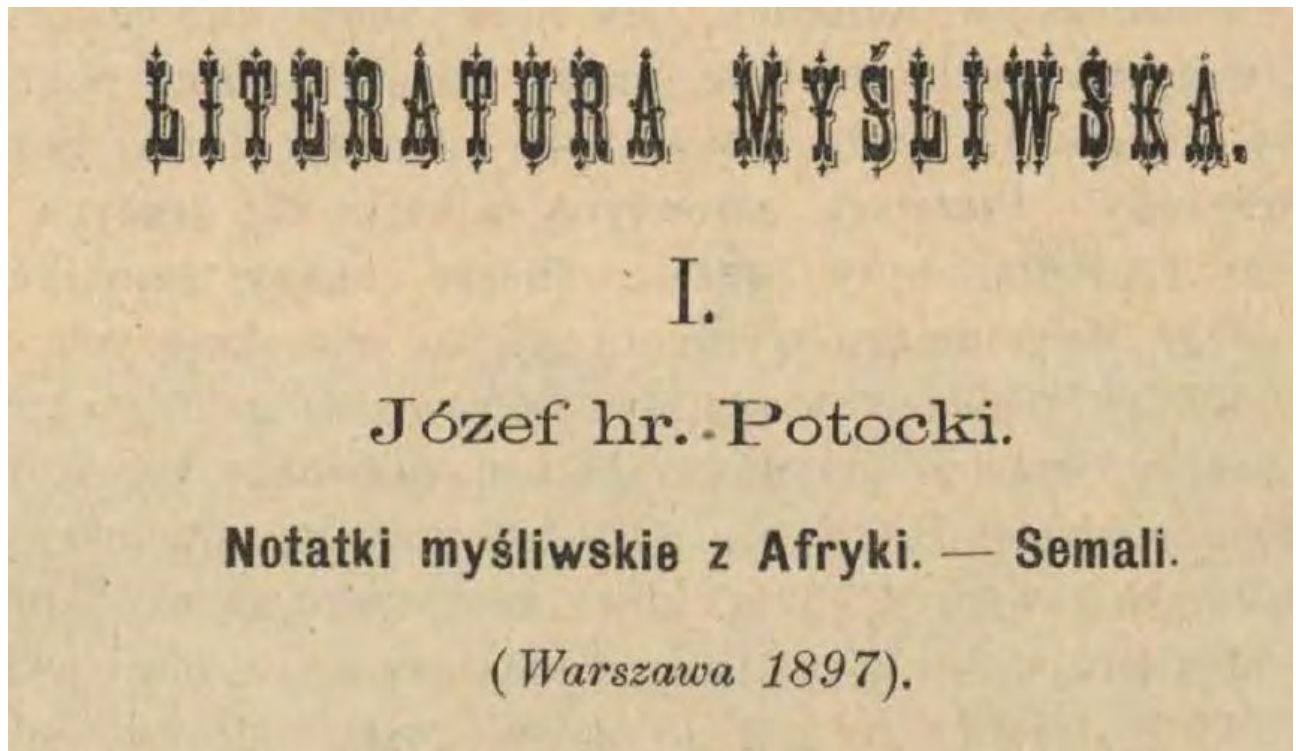 LITERATURA MYŚLIWSKA.
I.
Józef hr. Potocki.
Notatki myśliwskie z Afryki. — Semali.
(Warszawa 1897).